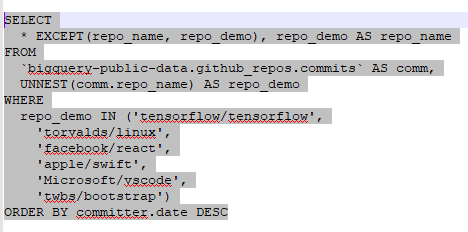 SELECT
* EXCEPT(repo_name, repo_demo), repo_demo AS repo_name
FROM
`bigquery-public-data.github_repos.commits` AS comm,
UNNEST(comm.repo_name) AS repo_demo
WHERE
repo_demo IN ('tensorflow/tensorflow',
'torvalds/linux',
'facebook/react',
'apple/swift',
'Microsoft/vscode',
'twbs/bootstrap')
ORDER BY committer.date DESC